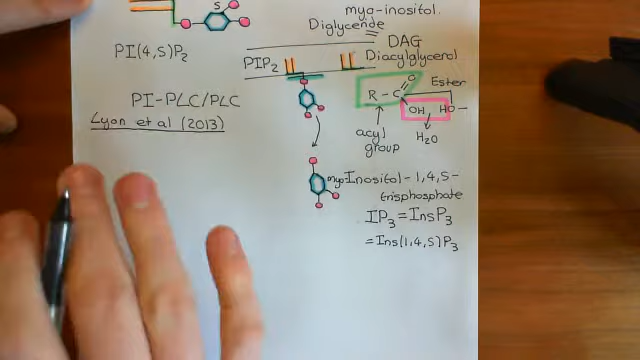 S
myo-inositol.
Diglyceride
DAG
Diacylglycerol
PI(4,5)P2
PIP2
Ester
O
R - C
OH HO-
H2O
acyl
group
PI-PLC/PLC
Lyon et al (2013)
myo-Inositol-1,4,5-
trisphosphate
IP3 = InsP3
= Ins(1,4,5)P3